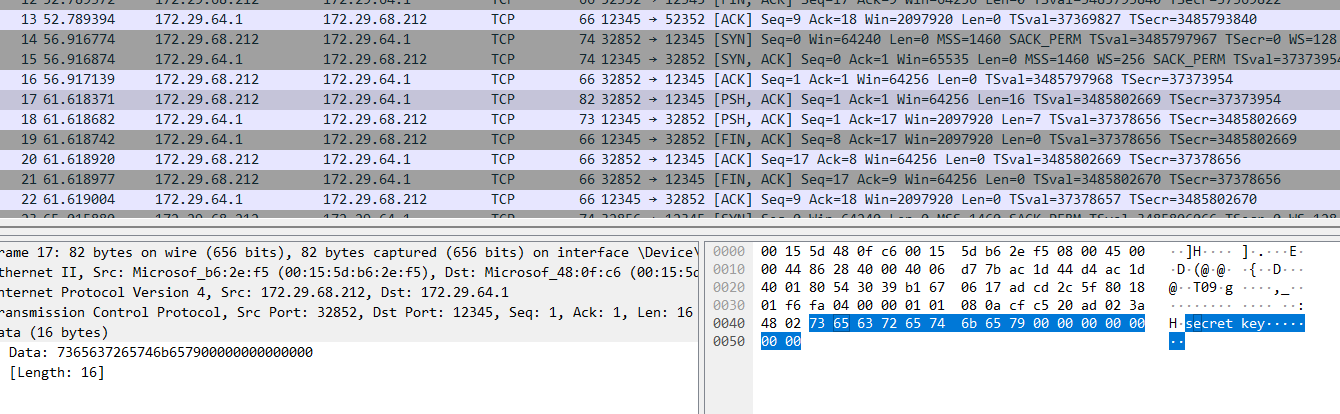 12 52.789372 172.29.68.212 172.29.64.1 TCP
13 52.789394 172.29.64.1 172.29.68.212 TCP 66 12345 → 52352 [ACK] Seq=9 Ack=18 Win=2097920 Len=0 TSval=37369827 TSecr=3485793840
14 56.916774 172.29.68.212 172.29.64.1 TCP 74 32852 → 12345 [SYN] Seq=0 Win=64240 Len=0 MSS=1460 SACK_PERM TSval=3485797967 TSecr=0 WS=128
15 56.916874 172.29.64.1 172.29.68.212 TCP 74 12345 → 32852 [SYN, ACK] Seq=0 Ack=1 Win=65535 Len=0 MSS=1460 WS=256 SACK_PERM TSval=37373954
16 56.917139 172.29.68.212 172.29.64.1 TCP 66 32852 → 12345 [ACK] Seq=1 Ack=1 Win=64256 Len=0 TSval=3485797968 TSecr=37373954
17 61.618371 172.29.68.212 172.29.64.1 TCP 82 32852 → 12345 [PSH, ACK] Seq=1 Ack=1 Win=64256 Len=16 TSval=3485802669 TSecr=37373954
18 61.618682 172.29.64.1 172.29.68.212 TCP 73 12345 → 32852 [PSH, ACK] Seq=1 Ack=17 Win=2097920 Len=7 TSval=37378656 TSecr=3485802669
19 61.618742 172.29.64.1 172.29.68.212 TCP 66 12345 → 32852 [FIN, ACK] Seq=8 Ack=17 Win=2097920 Len=0 TSval=37378656 TSecr=3485802669
20 61.618920 172.29.68.212 172.29.64.1 TCP 66 32852 → 12345 [ACK] Seq=17 Ack=8 Win=64256 Len=0 TSval=3485802669 TSecr=37378656
21 61.618977 172.29.68.212 172.29.64.1 TCP 66 32852 → 12345 [FIN, ACK] Seq=17 Ack=9 Win=64256 Len=0 TSval=3485802670 TSecr=37378656
22 61.619004 172.29.64.1 172.29.68.212 TCP 66 12345 → 32852 [ACK] Seq=9 Ack=18 Win=2097920 Len=0 TSval=37378657 TSecr=3485802670
rame 17: 82 bytes on wire (656 bits), 82 bytes captured (656 bits) on interface \Device\
thernet II, Src: Microsof_b6:2e:f5 (00:15:5d:b6:2e:f5), Dst: Microsof_48:0f:c6 (00:15:5d
nternet Protocol Version 4, Src: 172.29.68.212, Dst: 172.29.64.1
ransmission Control Protocol, Src Port: 32852, Dst Port: 12345, Seq: 1, Ack: 1, Len: 16
ata (16 bytes)
Data: 7365637265746b657900000000000000
[Length: 16]
0000 00 15 5d 48 0f c6 00 15 5d b6 2e f5 08 00 45 00 ··]H···· ]·.···E·
0010 00 44 86 28 40 00 40 06 d7 7b ac 1d 44 d4 ac 1d ·D·(@·@· ·{··D···
0020 40 01 80 54 30 39 b1 67 06 17 ad cd 2c 5f 80 18 @··T09·g ····,_··
0030 01 f6 fa 04 00 00 01 01 08 0a cf c5 20 ad 02 3a ········ ···· ··:
0040 48 02 73 65 63 72 65 74 6b 65 79 00 00 00 00 00 H·secret key·····
0050 00 00 ··